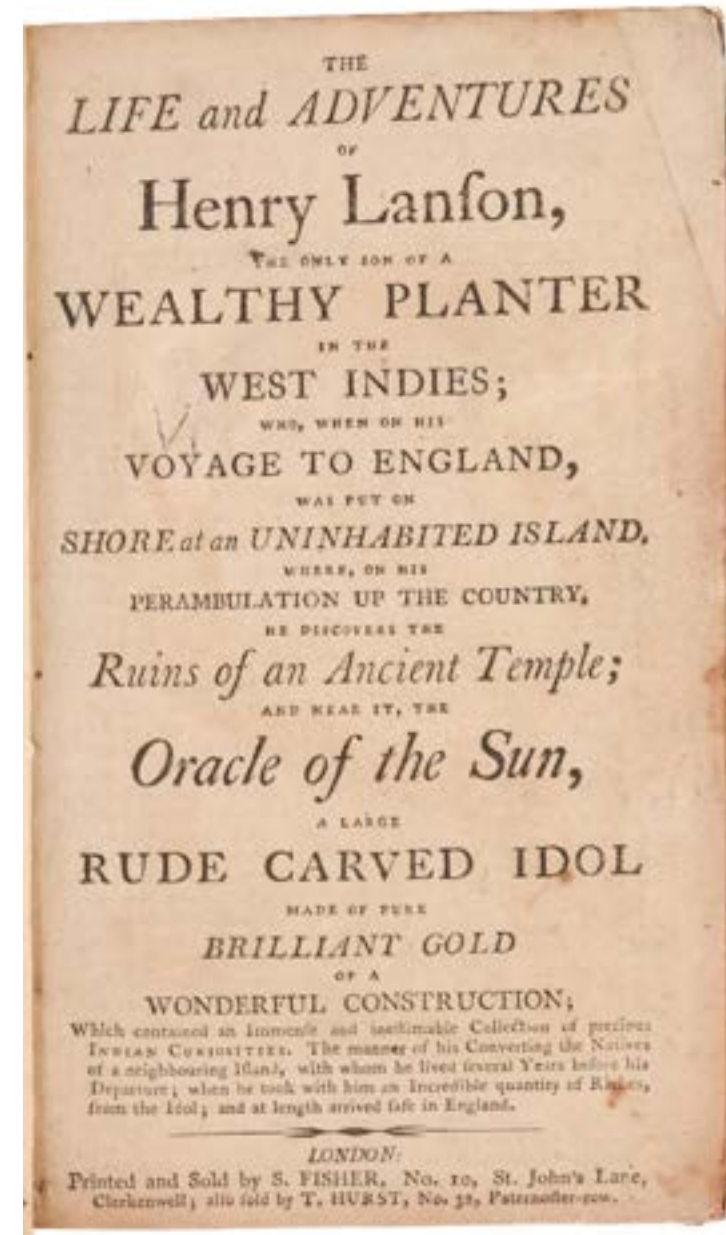 THE
LIFE and ADVENTURES
OF
Henry Lanſon,
THE ONLY SON OF A
WEALTHY PLANTER
IN THE
WEST INDIES;
WHO, WHEN ON HIS
VOYAGE TO ENGLAND,
WAS PUT ON
SHORE at an UNINHABITED ISLAND,
WHERE, ON HIS
PERAMBULATION UP THE COUNTRY,
HE DISCOVERS THE
Ruins of an Ancient Temple;
AND NEAR IT, THE
Oracle of the Sun,
A LARGE
RUDE CARVED IDOL
MADE OF PURE
BRILLIANT GOLD
OF A
WONDERFUL CONSTRUCTION;
Which contained an Immenſe and ineſtimable Collection of precious
INDIAN CURIOSITIES. The manner of his Converting the Natives
of a neighbouring Iſland, with whom he lived ſeveral Years before his
Departure; when he took with him an Incredible quantity of Riches,
from the Idol; and at length arrived ſafe in England.
LONDON:
Printed and Sold by S. FISHER, No. 10, St. John's Lane,
Clerkenwell; alſo ſold by T. HURST, No. 32, Paternoſter-row.